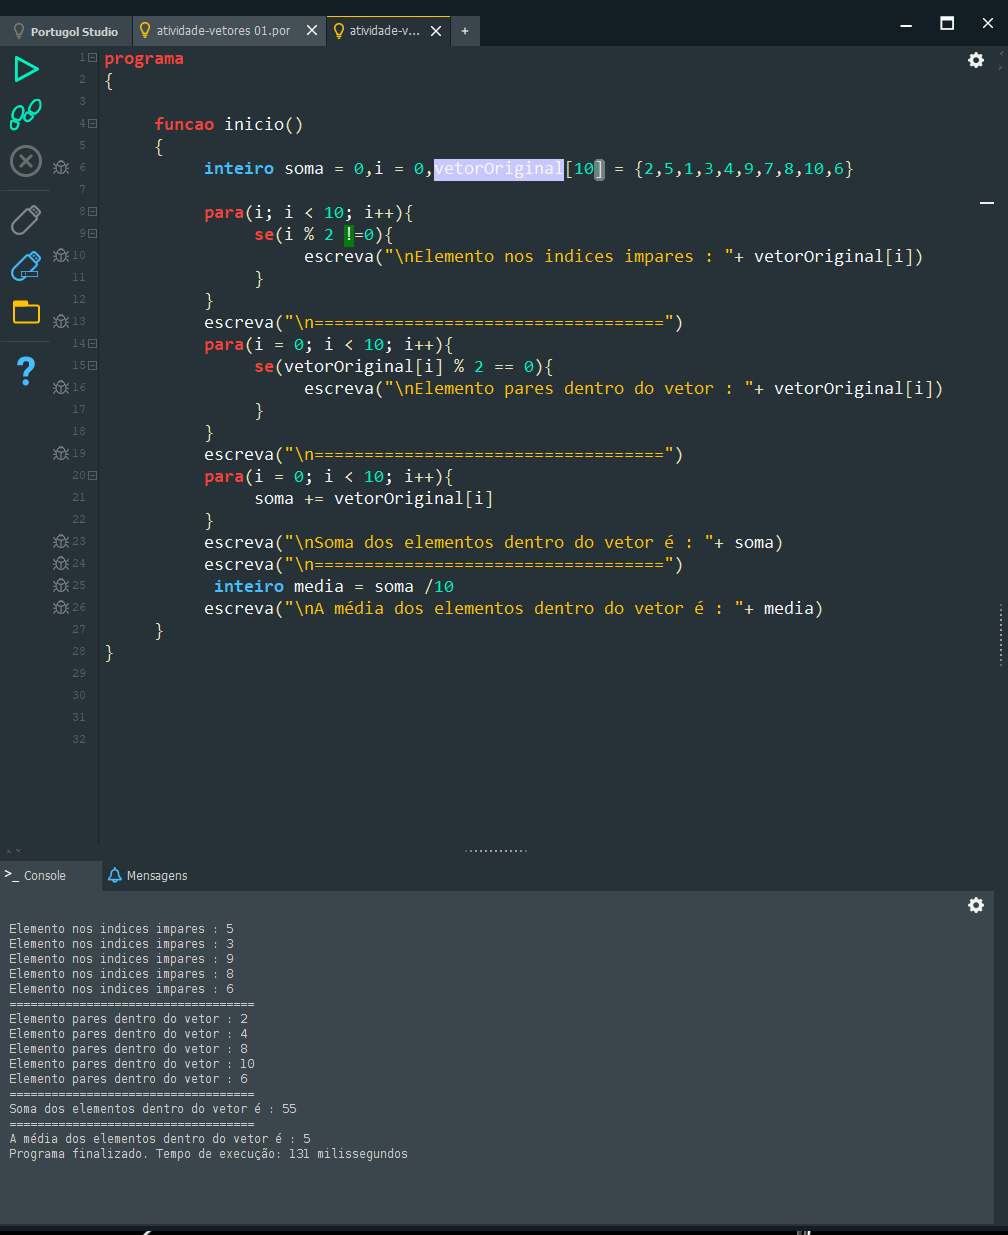 Portugol Studio atividade-vetores 01.por atividade-v... +
1 programa
2 {
3
4 funcao inicio()
5 {
6 inteiro soma = 0,i = 0,vetorOriginal[10] = {2,5,1,3,4,9,7,8,10,6}
7
8 para(i; i < 10; i++){
9 se(i % 2 !=0){
10 escreva("\nElemento nos indices impares : "+ vetorOriginal[i])
11 }
12 }
13 escreva("\n===================================")
14 para(i = 0; i < 10; i++){
15 se(vetorOriginal[i] % 2 == 0){
16 escreva("\nElemento pares dentro do vetor : "+ vetorOriginal[i])
17 }
18 }
19 escreva("\n===================================")
20 para(i = 0; i < 10; i++){
21 soma += vetorOriginal[i]
22 }
23 escreva("\nSoma dos elementos dentro do vetor é : "+ soma)
24 escreva("\n===================================")
25 inteiro media = soma /10
26 escreva("\nA média dos elementos dentro do vetor é : "+ media)
27 }
28 }
29
30
31
32
>_ Console Mensagens
Elemento nos indices impares : 5
Elemento nos indices impares : 3
Elemento nos indices impares : 9
Elemento nos indices impares : 8
Elemento nos indices impares : 6
===================================
Elemento pares dentro do vetor : 2
Elemento pares dentro do vetor : 4
Elemento pares dentro do vetor : 8
Elemento pares dentro do vetor : 10
Elemento pares dentro do vetor : 6
===================================
Soma dos elementos dentro do vetor é : 55
===================================
A média dos elementos dentro do vetor é : 5
Programa finalizado. Tempo de execução: 131 milissegundos